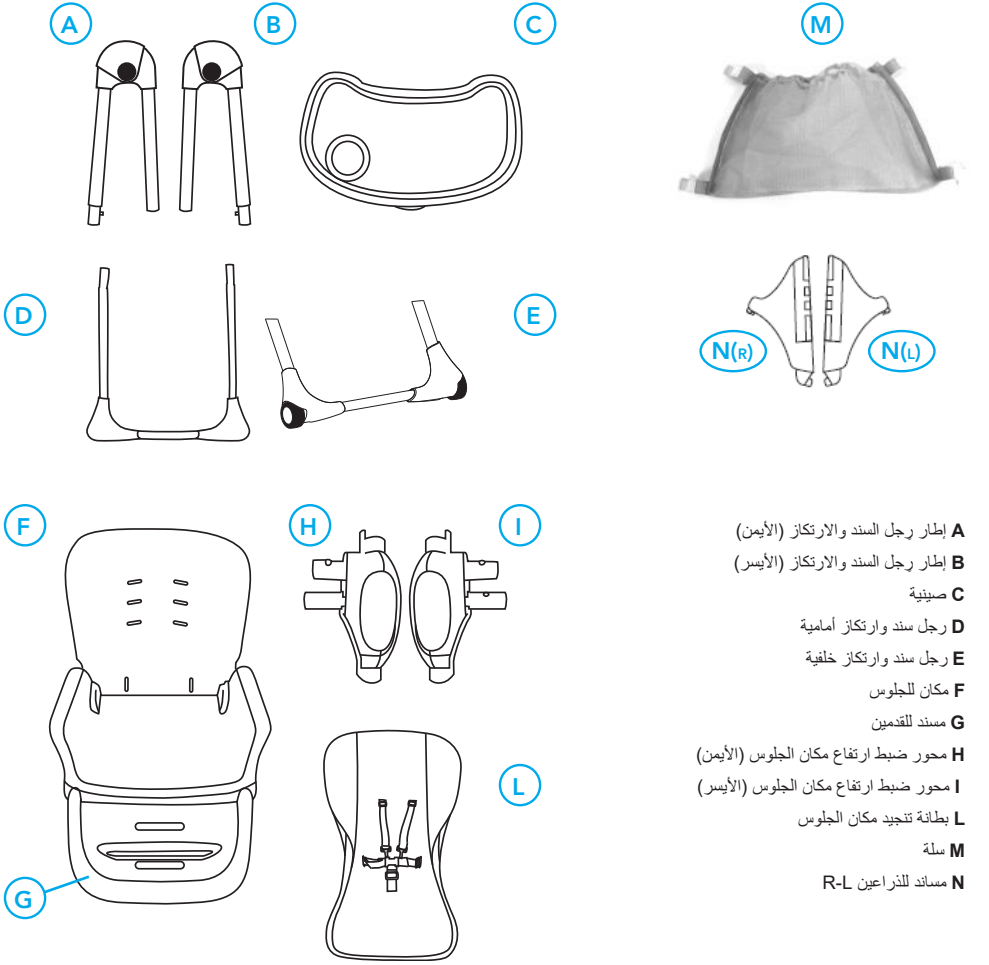 A
B
C
M
D
E
N(R)
N(L)
F
H
I
L
G
A إطار رِجل السند والارتكاز (الأيمن)
B إطار رِجل السند والارتكاز (الأيسر)
C صينية
D رجل سند وارتكاز أمامية
E رجل سند وارتكاز خلفية
F مكان للجلوس
G مسند للقدمين
H محور ضبط ارتفاع مكان الجلوس (الأيمن)
I محور ضبط ارتفاع مكان الجلوس (الأيسر)
L بطانة تنجيد مكان الجلوس
M سلة
N مساند للذراعين R-L